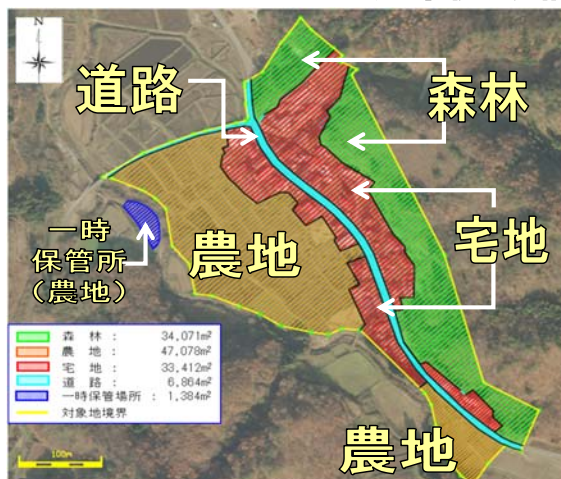 N
道路
森林
宅地
一時
保管所
（農地）
農地
森 林 : 34,071m²
農 地 : 47,078m²
宅 地 : 33,412m²
道 路 : 6,864m²
一時保管場所 : 1,384m²
対象地境界
農地
100m